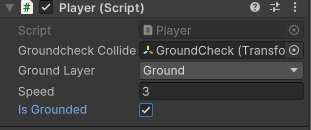 Player (Script)
Script Player
Groundcheck Collide GroundCheck (Transfo
Ground Layer Ground
Speed 3
Is Grounded